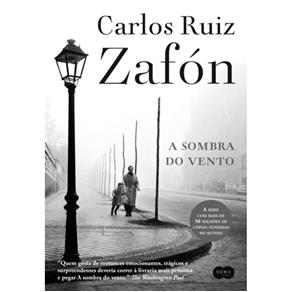 Carlos Ruiz
Zafón
A SOMBRA
DO VENTO
A SÉRIE
COM MAIS DE
50 MILHÕES DE
CÓPIAS VENDIDAS
NO MUNDO
"Quem gosta de romances emocionantes, trágicos e
surpreendentes deveria correr à livraria mais próxima
e pegar A sombra do vento." The Washington Post
SUMA